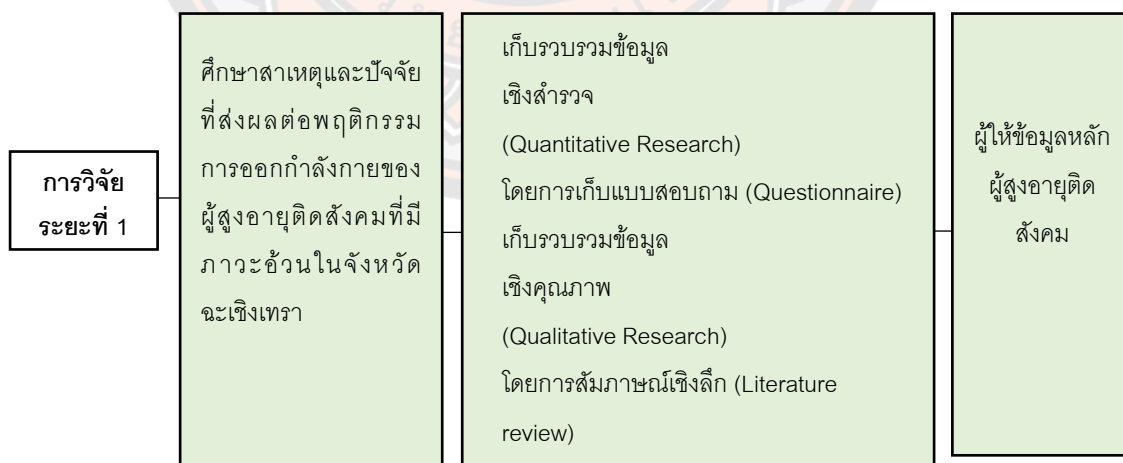 การวิจัย
ระยะที่ 1
ศึกษาสาเหตุและปัจจัย
ที่ส่งผลต่อพฤติกรรม
การออกกำลังกายของ
ผู้สูงอายุติดสังคมที่มี
ภาวะอ้วนในจังหวัด
ฉะเชิงเทรา
เก็บรวบรวมข้อมูล
เชิงสำรวจ
(Quantitative Research)
โดยการเก็บแบบสอบถาม (Questionnaire)
เก็บรวบรวมข้อมูล
เชิงคุณภาพ
(Qualitative Research)
โดยการสัมภาษณ์เชิงลึก (Literature
review)
ผู้ให้ข้อมูลหลัก
ผู้สูงอายุติด
สังคม